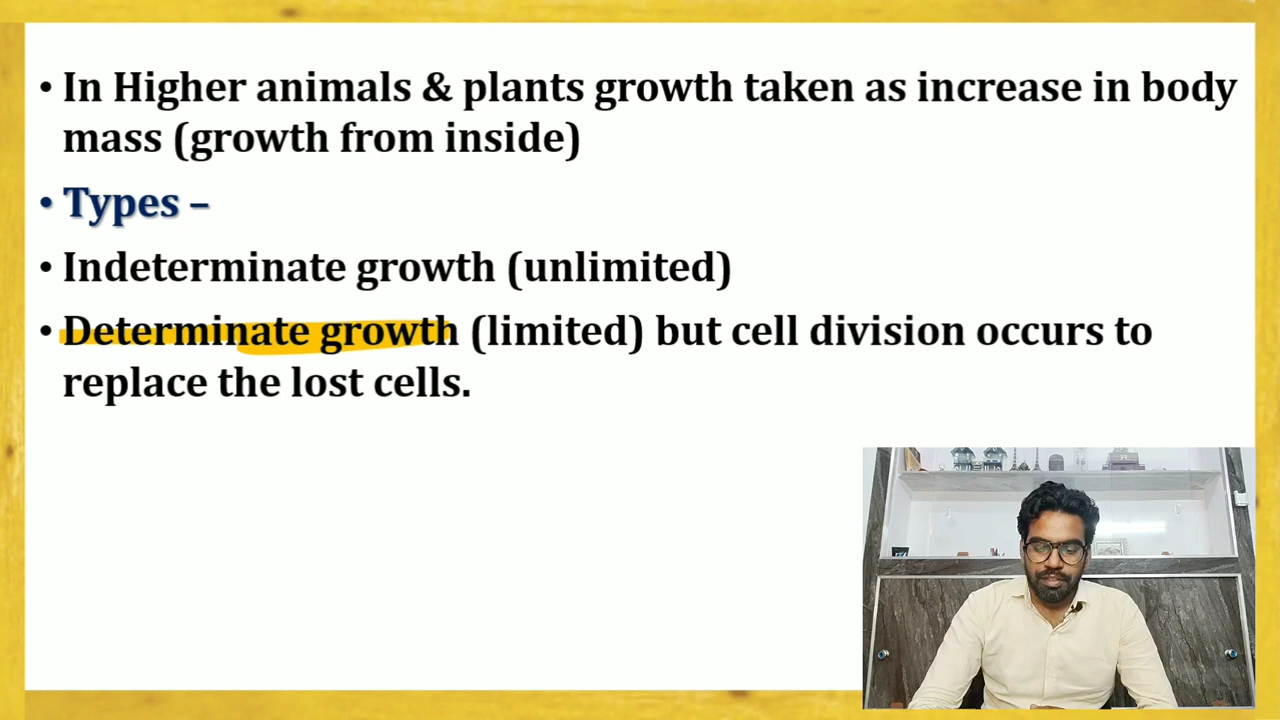 • In Higher animals & plants growth taken as increase in body
mass (growth from inside)
• Types –
• Indeterminate growth (unlimited)
• Determinate growth (limited) but cell division occurs to
replace the lost cells.